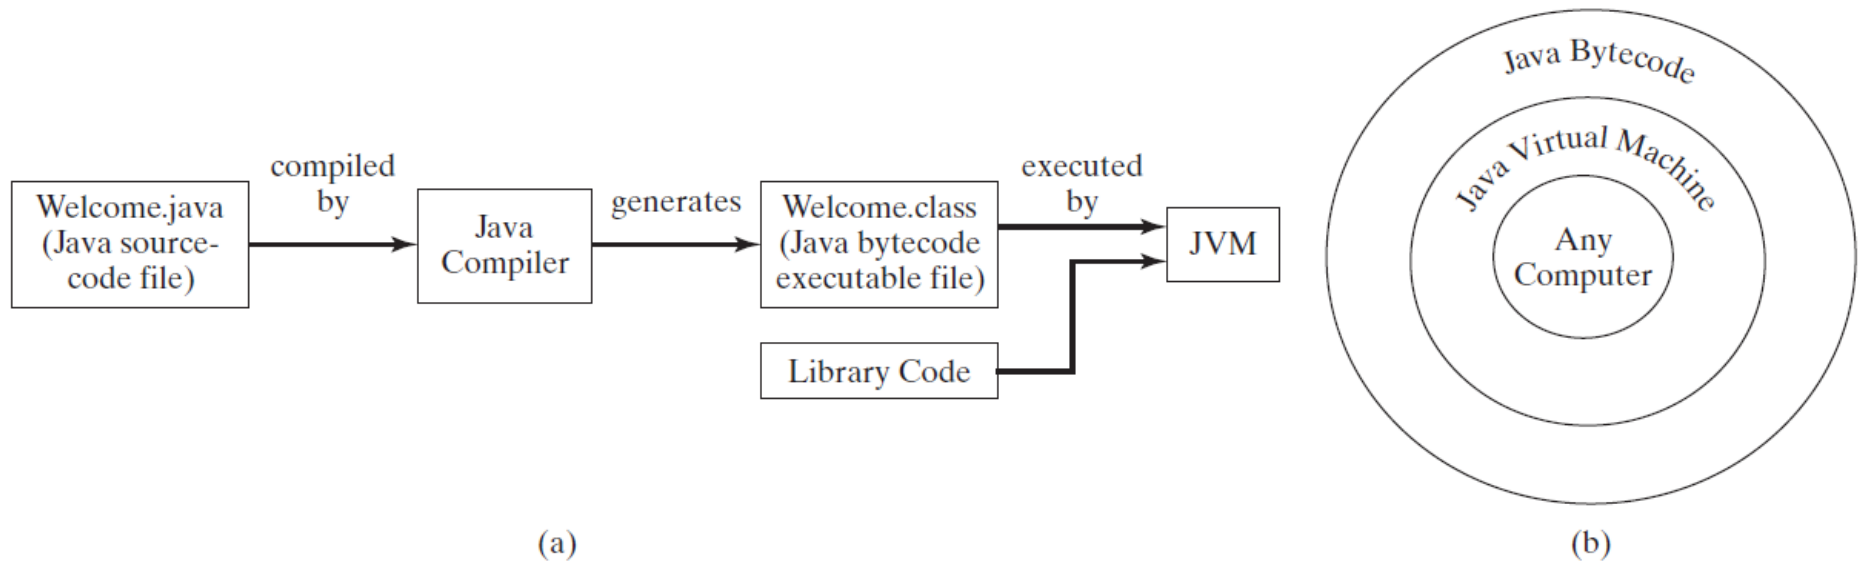 compiled
by
Welcome.java
(Java source-
code file)
Java
Compiler
generates
Welcome.class
(Java bytecode
executable file)
executed
by
JVM
Library Code
(a)
Java Bytecode
Java Virtual Machine
Any
Computer
(b)